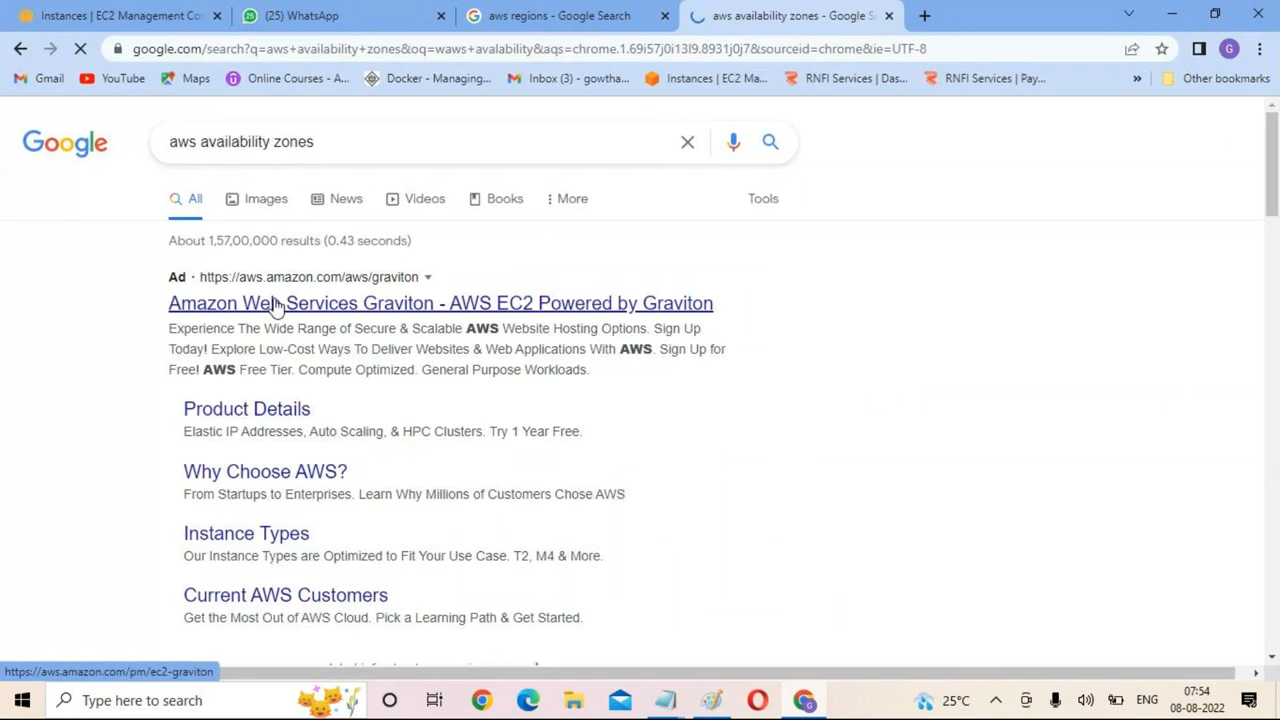 Instances | EC2 Management Con
(25) WhatsApp
aws regions - Google Search
aws availability zones - Google Se
google.com/search?q=aws+availability+zones&oq=waws+avalability&aqs=chrome.1.69i57j0i13l9.8931j0j7&sourceid=chrome&ie=UTF-8
G
Gmail
YouTube
Maps
Online Courses - A...
Docker - Managing...
Inbox (3) - gowtha...
Instances | EC2 Ma...
RNFI Services | Das...
RNFI Services | Pay...
»
Other bookmarks
Google
aws availability zones
All
Images
News
Videos
Books
More
Tools
About 1,57,00,000 results (0.43 seconds)
Ad · https://aws.amazon.com/aws/graviton
Amazon Web Services Graviton - AWS EC2 Powered by Graviton
Experience The Wide Range of Secure & Scalable AWS Website Hosting Options. Sign Up
Today! Explore Low-Cost Ways To Deliver Websites & Web Applications With AWS. Sign Up for
Free! AWS Free Tier. Compute Optimized. General Purpose Workloads.
Product Details
Elastic IP Addresses, Auto Scaling, & HPC Clusters. Try 1 Year Free.
Why Choose AWS?
From Startups to Enterprises. Learn Why Millions of Customers Chose AWS
Instance Types
Our Instance Types are Optimized to Fit Your Use Case. T2, M4 & More.
Current AWS Customers
Get the Most Out of AWS Cloud. Pick a Learning Path & Get Started.
https://aws.amazon.com/pm/ec2-graviton
Type here to search
25°C
ENG
07:54
08-08-2022